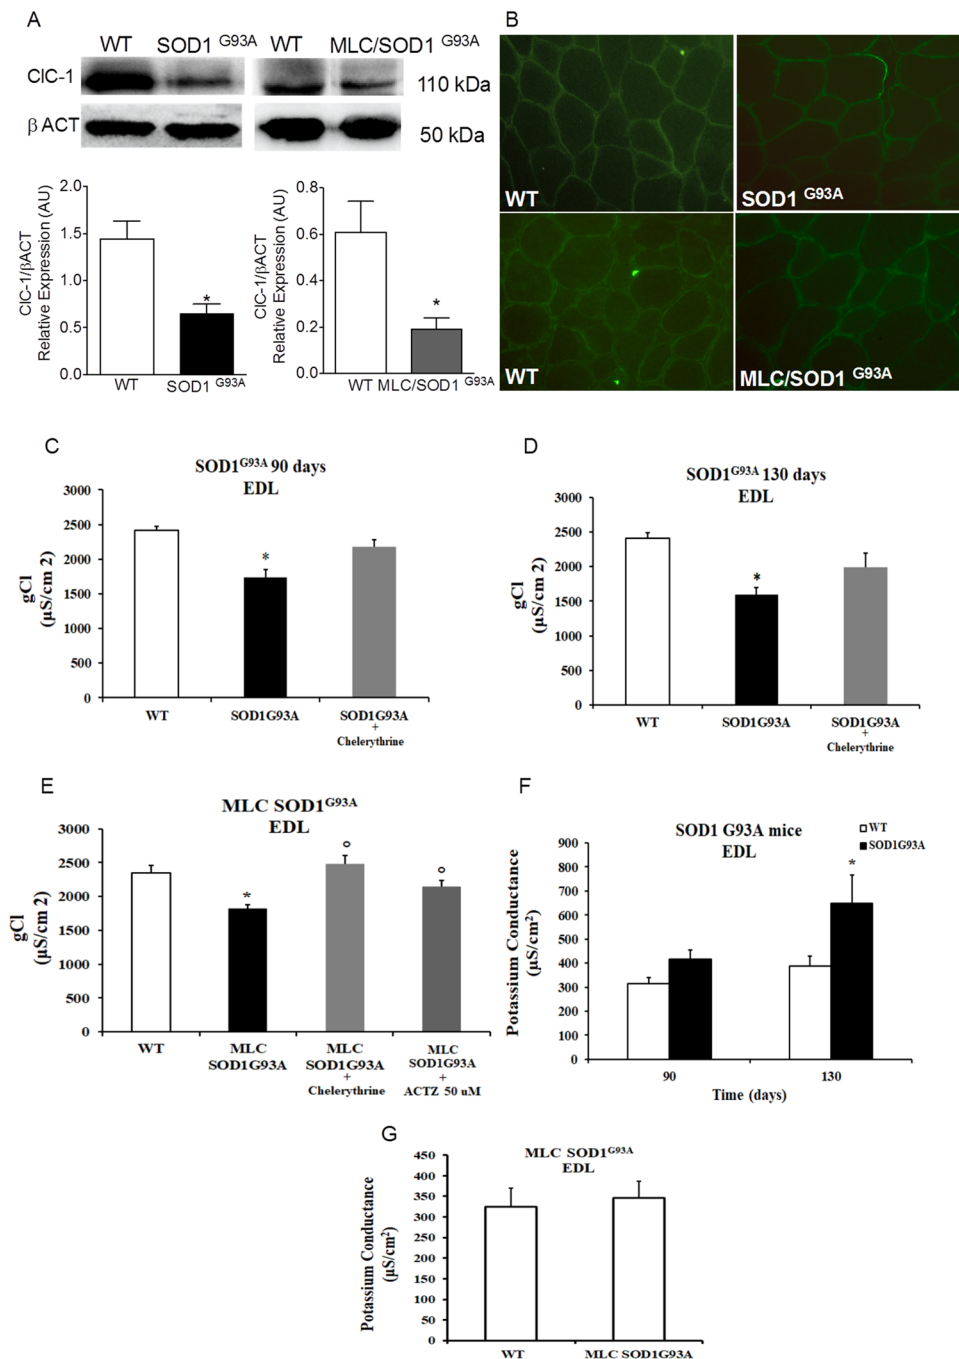 A
WT SOD1 G93A WT MLC/SOD1 G93A
ClC-1 110 kDa
β ACT 50 kDa
ClC-1/βACT
Relative Expression (AU)
2.0
1.5
1.0
0.5
0.0
*
WT SOD1 G93A
ClC-1/βACT
Relative Expression (AU)
0.8
0.6
0.4
0.2
0.0
*
WT MLC/SOD1 G93A
B
WT
SOD1 G93A
WT
MLC/SOD1 G93A
C
SOD1G93A 90 days
EDL
gCl
(µS/cm 2)
3000
2500
2000
1500
1000
500
0
*
WT
SOD1G93A
SOD1G93A
+
Chelerythrine
D
SOD1G93A 130 days
EDL
gCl
(µS/cm 2)
3000
2500
2000
1500
1000
500
0
*
WT
SOD1G93A
SOD1G93A
+
Chelerythrine
E
MLC SOD1G93A
EDL
gCl
(µS/cm 2)
3000
2500
2000
1500
1000
500
0
*
o
o
WT
MLC
SOD1G93A
MLC
SOD1G93A
+
Chelerythrine
MLC
SOD1G93A
+
ACTZ 50 uM
F
SOD1 G93A mice
EDL
WT
SOD1G93A
Potassium Conductance
(µS/cm²)
900
800
700
600
500
400
300
200
100
0
*
90 130
Time (days)
G
MLC SOD1G93A
EDL
Potassium Conductance
(µS/cm²)
450
400
350
300
250
200
150
100
50
0
WT MLC SOD1G93A